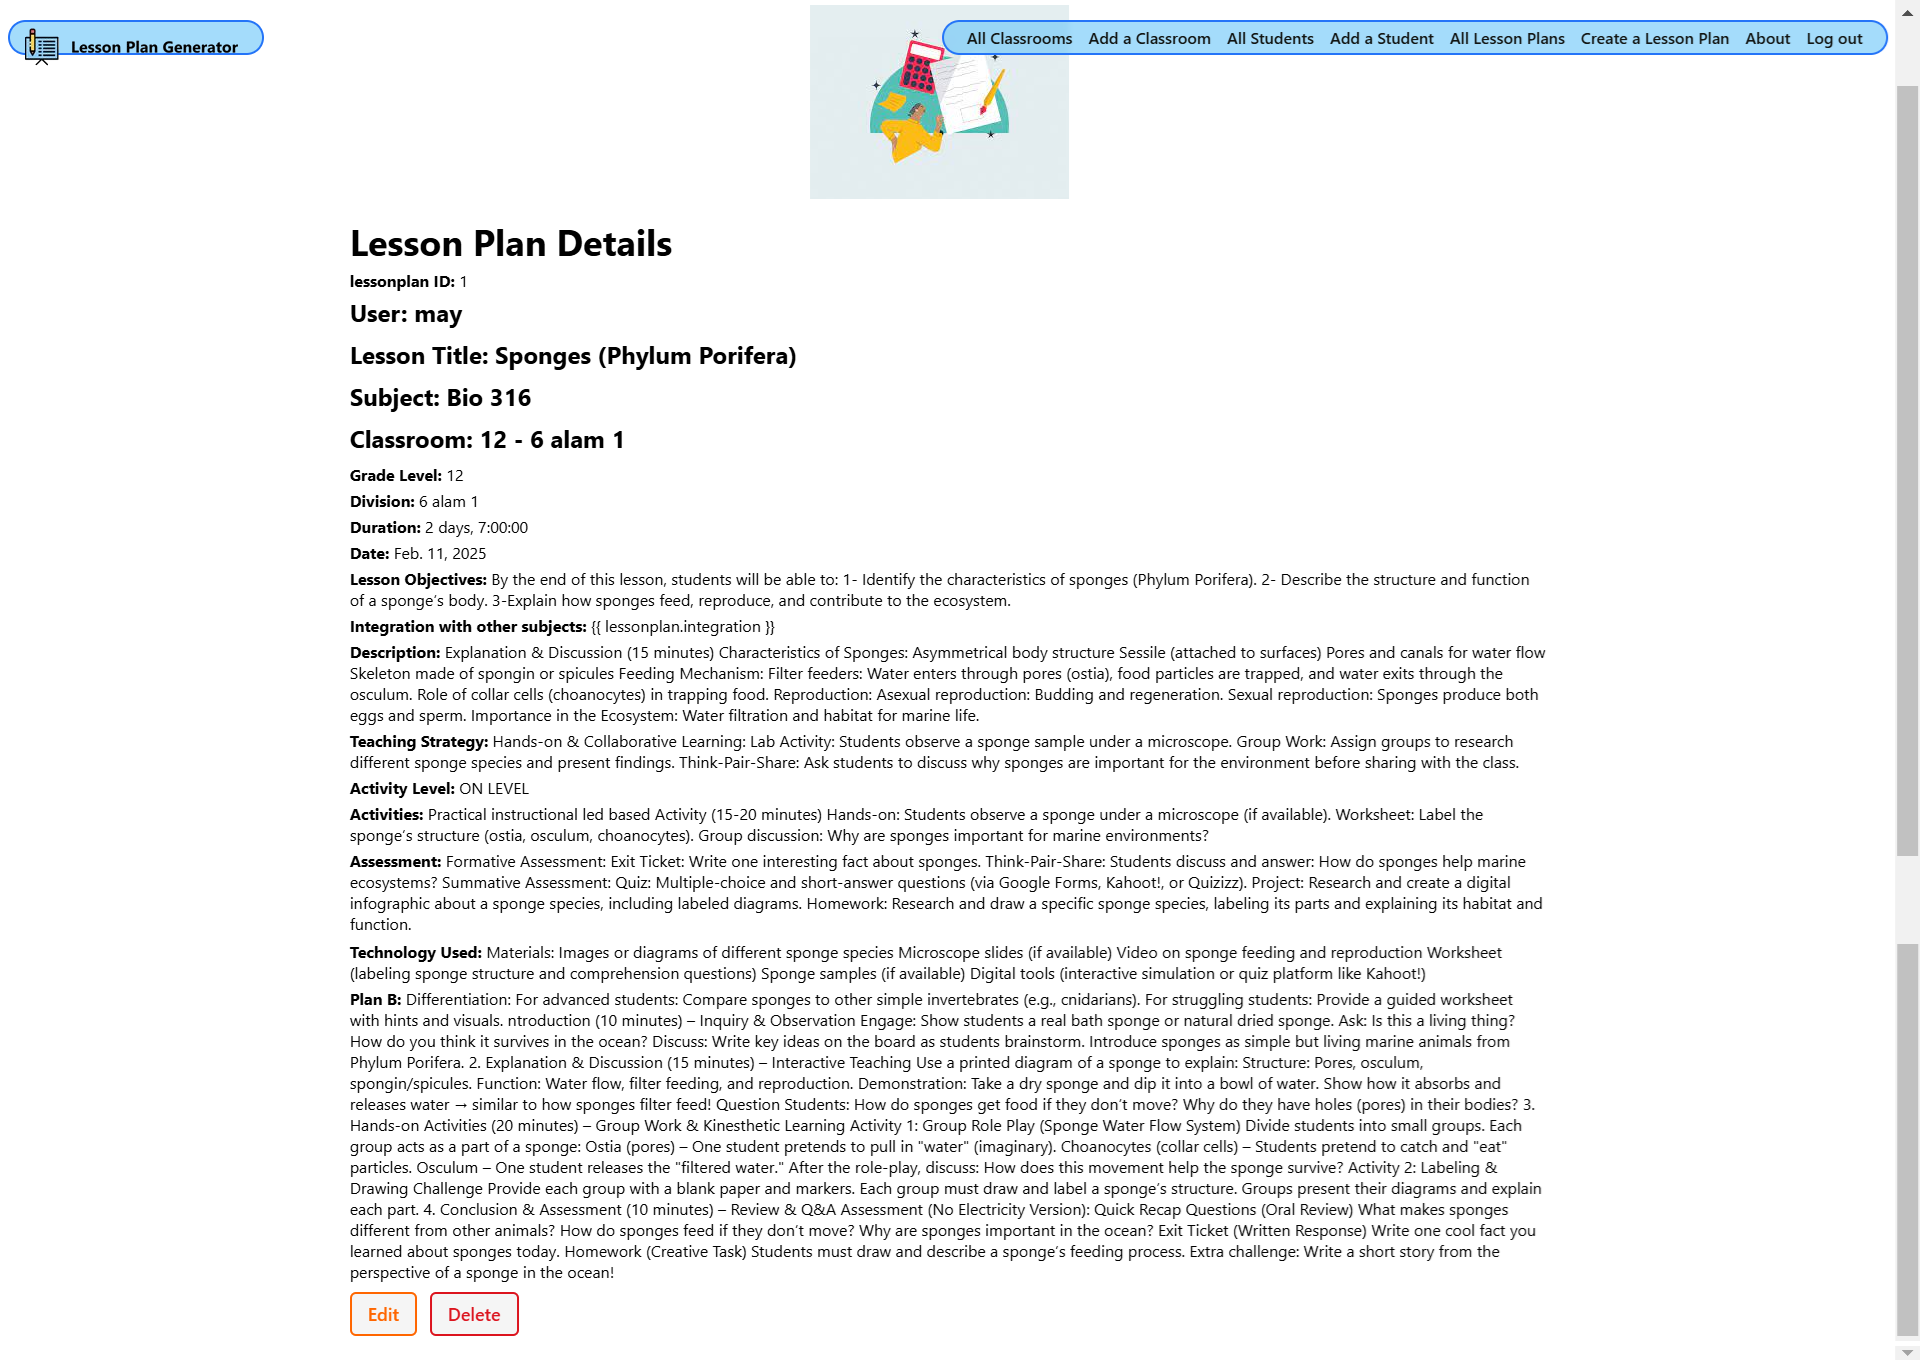 Lesson Plan Generator
All Classrooms Add a Classroom All Students Add a Student All Lesson Plans Create a Lesson Plan About Log out
Lesson Plan Details
lessonplan ID: 1
User: may
Lesson Title: Sponges (Phylum Porifera)
Subject: Bio 316
Classroom: 12 - 6 alam 1
Grade Level: 12
Division: 6 alam 1
Duration: 2 days, 7:00:00
Date: Feb. 11, 2025
Lesson Objectives: By the end of this lesson, students will be able to: 1- Identify the characteristics of sponges (Phylum Porifera). 2- Describe the structure and function
of a sponge’s body. 3-Explain how sponges feed, reproduce, and contribute to the ecosystem.
Integration with other subjects: {{ lessonplan.integration }}
Description: Explanation & Discussion (15 minutes) Characteristics of Sponges: Asymmetrical body structure Sessile (attached to surfaces) Pores and canals for water flow
Skeleton made of spongin or spicules Feeding Mechanism: Filter feeders: Water enters through pores (ostia), food particles are trapped, and water exits through the
osculum. Role of collar cells (choanocytes) in trapping food. Reproduction: Asexual reproduction: Budding and regeneration. Sexual reproduction: Sponges produce both
eggs and sperm. Importance in the Ecosystem: Water filtration and habitat for marine life.
Teaching Strategy: Hands-on & Collaborative Learning: Lab Activity: Students observe a sponge sample under a microscope. Group Work: Assign groups to research
different sponge species and present findings. Think-Pair-Share: Ask students to discuss why sponges are important for the environment before sharing with the class.
Activity Level: ON LEVEL
Activities: Practical instructional led based Activity (15-20 minutes) Hands-on: Students observe a sponge under a microscope (if available). Worksheet: Label the
sponge’s structure (ostia, osculum, choanocytes). Group discussion: Why are sponges important for marine environments?
Assessment: Formative Assessment: Exit Ticket: Write one interesting fact about sponges. Think-Pair-Share: Students discuss and answer: How do sponges help marine
ecosystems? Summative Assessment: Quiz: Multiple-choice and short-answer questions (via Google Forms, Kahoot!, or Quizizz). Project: Research and create a digital
infographic about a sponge species, including labeled diagrams. Homework: Research and draw a specific sponge species, labeling its parts and explaining its habitat and
function.
Technology Used: Materials: Images or diagrams of different sponge species Microscope slides (if available) Video on sponge feeding and reproduction Worksheet
(labeling sponge structure and comprehension questions) Sponge samples (if available) Digital tools (interactive simulation or quiz platform like Kahoot!)
Plan B: Differentiation: For advanced students: Compare sponges to other simple invertebrates (e.g., cnidarians). For struggling students: Provide a guided worksheet
with hints and visuals. ntroduction (10 minutes) – Inquiry & Observation Engage: Show students a real bath sponge or natural dried sponge. Ask: Is this a living thing?
How do you think it survives in the ocean? Discuss: Write key ideas on the board as students brainstorm. Introduce sponges as simple but living marine animals from
Phylum Porifera. 2. Explanation & Discussion (15 minutes) – Interactive Teaching Use a printed diagram of a sponge to explain: Structure: Pores, osculum,
spongin/spicules. Function: Water flow, filter feeding, and reproduction. Demonstration: Take a dry sponge and dip it into a bowl of water. Show how it absorbs and
releases water → similar to how sponges filter feed! Question Students: How do sponges get food if they don’t move? Why do they have holes (pores) in their bodies? 3.
Hands-on Activities (20 minutes) – Group Work & Kinesthetic Learning Activity 1: Group Role Play (Sponge Water Flow System) Divide students into small groups. Each
group acts as a part of a sponge: Ostia (pores) – One student pretends to pull in "water" (imaginary). Choanocytes (collar cells) – Students pretend to catch and "eat"
particles. Osculum – One student releases the "filtered water." After the role-play, discuss: How does this movement help the sponge survive? Activity 2: Labeling &
Drawing Challenge Provide each group with a blank paper and markers. Each group must draw and label a sponge’s structure. Groups present their diagrams and explain
each part. 4. Conclusion & Assessment (10 minutes) – Review & Q&A Assessment (No Electricity Version): Quick Recap Questions (Oral Review) What makes sponges
different from other animals? How do sponges feed if they don’t move? Why are sponges important in the ocean? Exit Ticket (Written Response) Write one cool fact you
learned about sponges today. Homework (Creative Task) Students must draw and describe a sponge’s feeding process. Extra challenge: Write a short story from the
perspective of a sponge in the ocean!
Edit Delete